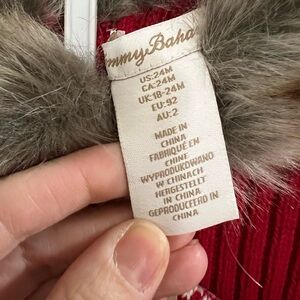 Tommy Baha
US:24M
CA:24M
UK:18-24M
EU:92
AU:2
MADE IN
CHINA
FABRIQUÉ EN
CHINE
WYPRODUKOWANO
W CHINACH
HERGESTELLT
IN CHINA
GEPRODUCEERD IN
CHINA